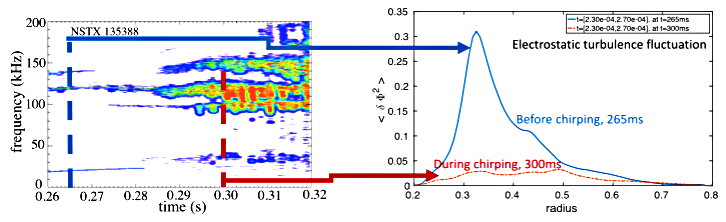 NSTX 135388
frequency (kHz)
200
150
100
50
0
0.26
0.27
0.28
0.29
0.30
0.31
0.32
time (s)
t=[2.30e-04,2.70e-04], at t=265ms
t=[2.30e-04,2.70e-04], at t=300ms
Electrostatic turbulence fluctuation
Before chirping, 265ms
During chirping, 300ms
< δ Φ² >
0.35
0.3
0.25
0.2
0.15
0.1
0.05
0
0.2
0.3
0.4
0.5
0.6
0.7
0.8
radius